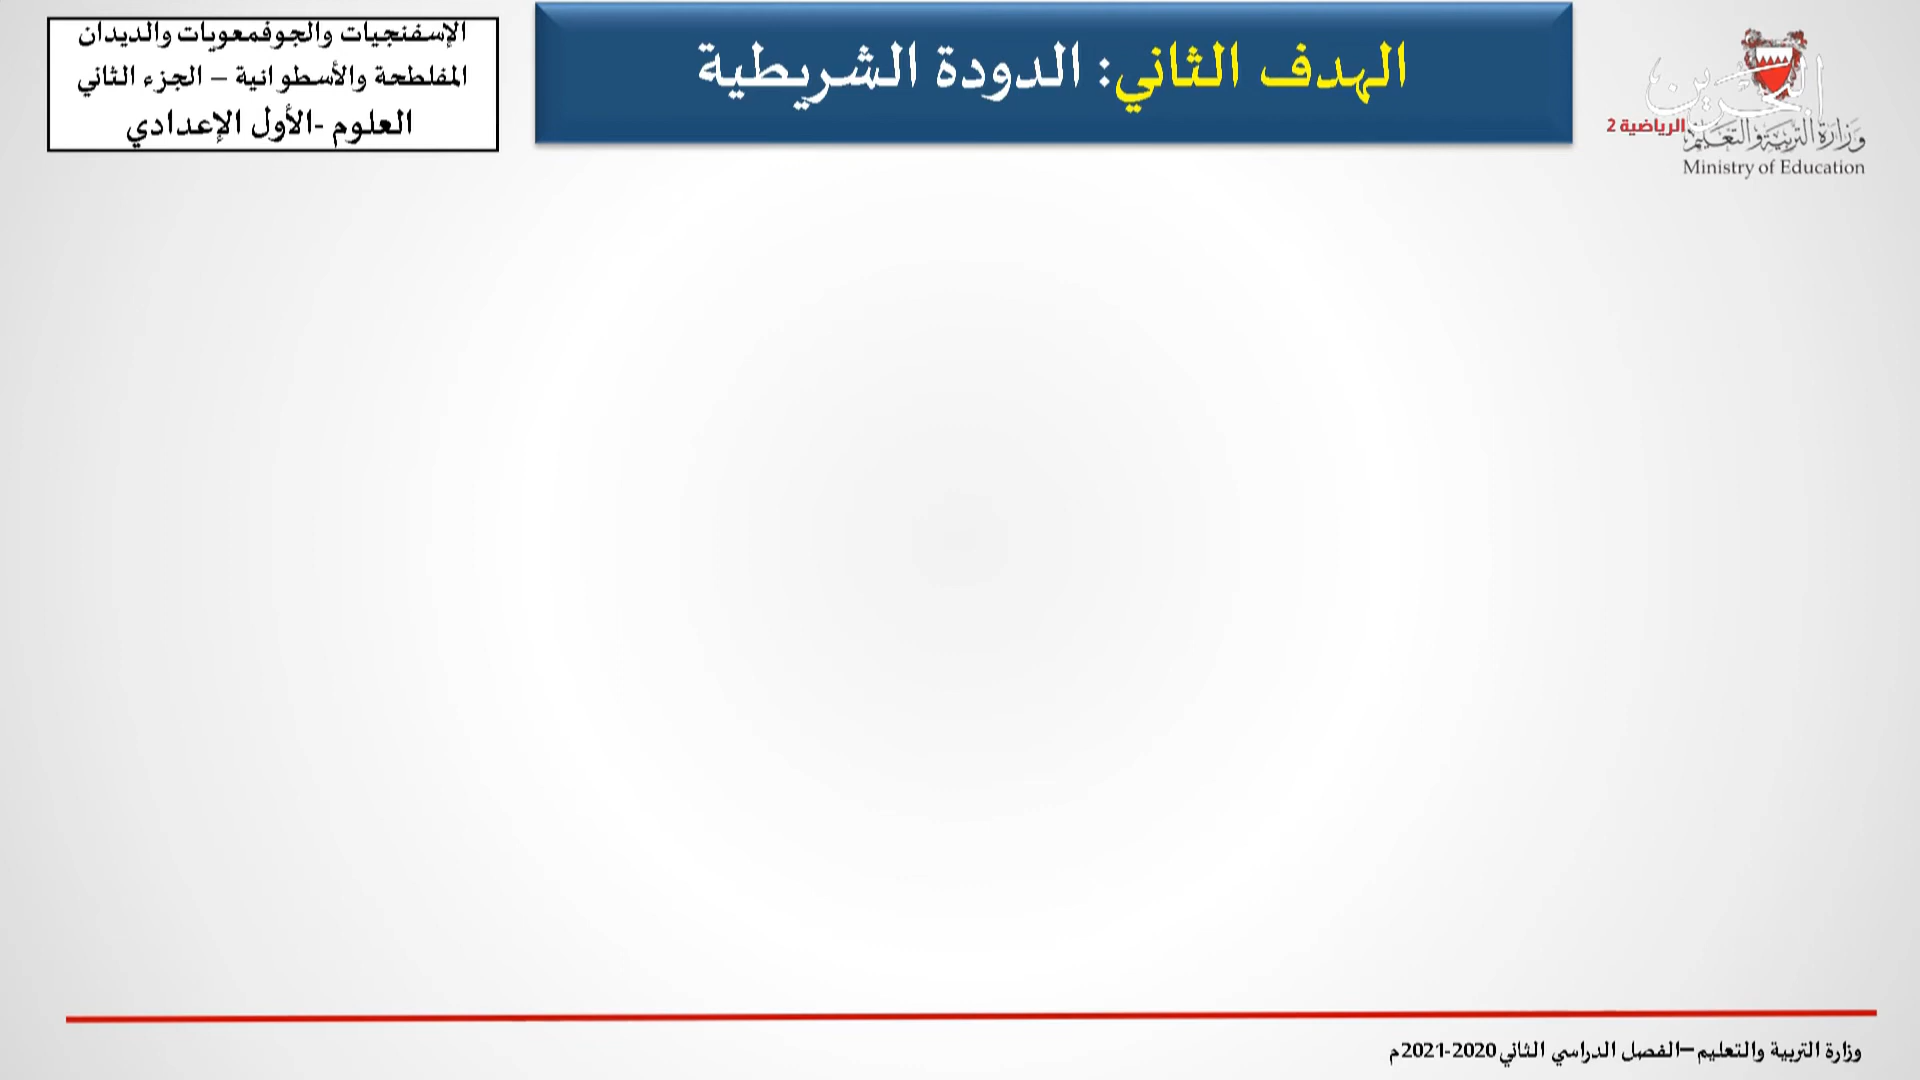 الإسفنجيات والجوفمعويات والديدان
المفلطحة والأسطوانية – الجزء الثاني
العلوم -الأول الإعدادي
الهدف الثاني: الدودة الشريطية
البحرين
الرياضية 2
وزارة التربية والتعليم
Ministry of Education
وزارة التربية والتعليم –الفصل الدراسي الثاني 2020-2021م